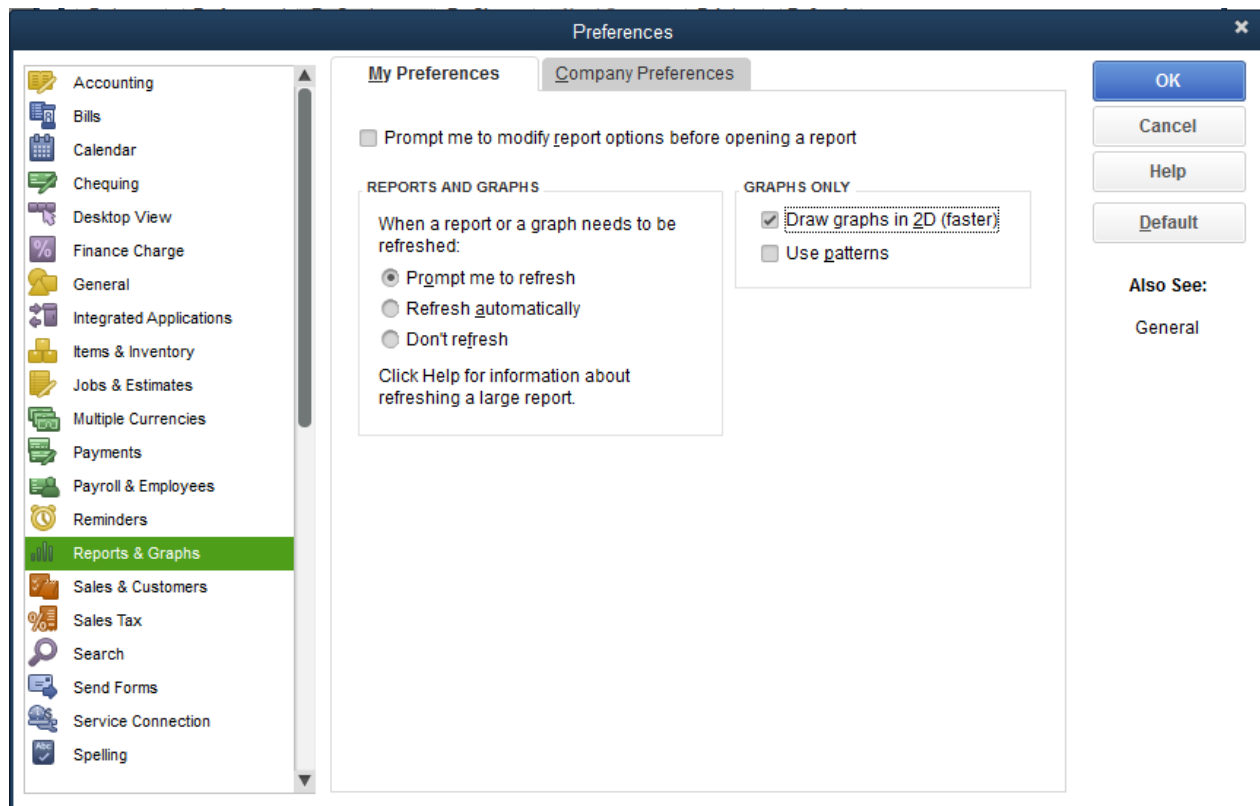 Preferences
Accounting
Bills
Calendar
Chequing
Desktop View
Finance Charge
General
Integrated Applications
Items & Inventory
Jobs & Estimates
Multiple Currencies
Payments
Payroll & Employees
Reminders
Reports & Graphs
Sales & Customers
Sales Tax
Search
Send Forms
Service Connection
Spelling
My Preferences
Company Preferences
Prompt me to modify report options before opening a report
REPORTS AND GRAPHS
When a report or a graph needs to be
refreshed:
Prompt me to refresh
Refresh automatically
Don't refresh
Click Help for information about
refreshing a large report.
GRAPHS ONLY
Draw graphs in 2D (faster)
Use patterns
OK
Cancel
Help
Default
Also See:
General